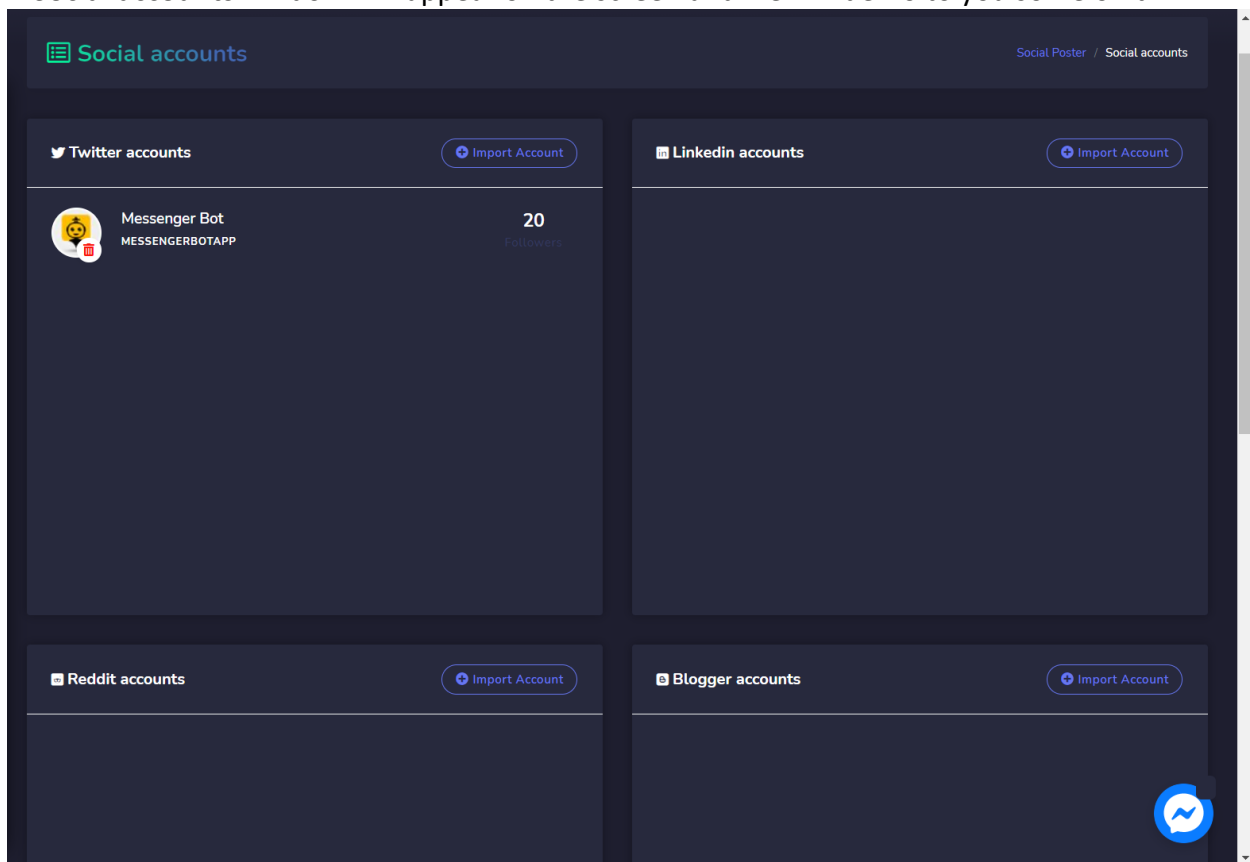 Social accounts
Social Poster / Social accounts
Twitter accounts
Import Account
Messenger Bot
MESSENGERBOTAPP
20
Followers
in Linkedin accounts
Import Account
Reddit accounts
Import Account
Blogger accounts
Import Account